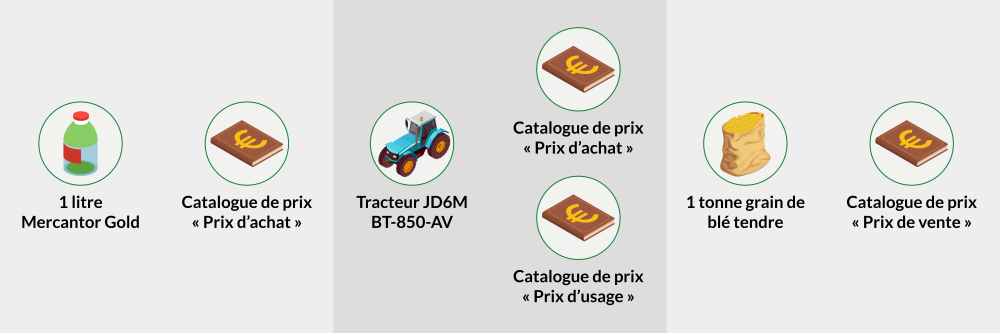 1 litre
Mercantor Gold
Catalogue de prix
« Prix d’achat »
Tracteur JD6M
BT-850-AV
Catalogue de prix
« Prix d’achat »
Catalogue de prix
« Prix d’usage »
1 tonne grain de
blé tendre
Catalogue de prix
« Prix de vente »